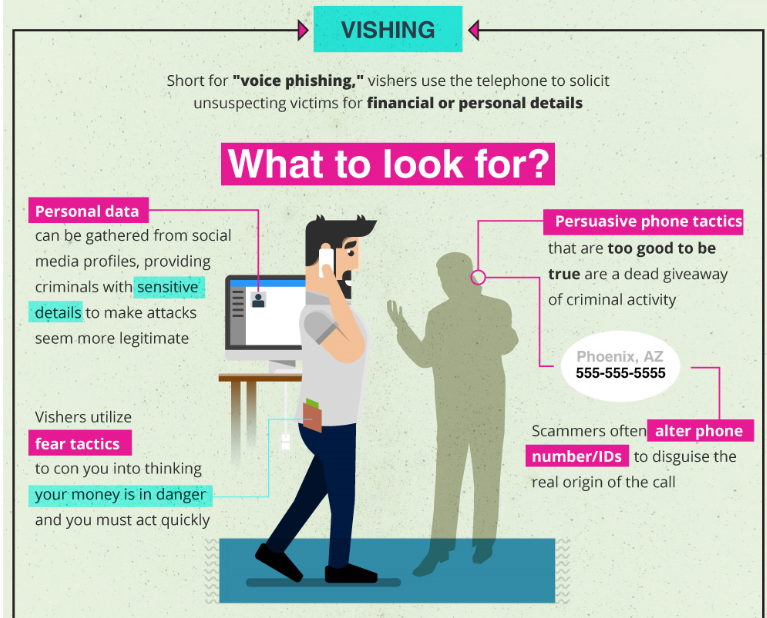 VISHING
Short for "voice phishing," vishers use the telephone to solicit
unsuspecting victims for financial or personal details
What to look for?
Personal data
can be gathered from social
media profiles, providing
criminals with sensitive
details to make attacks
seem more legitimate
Persuasive phone tactics
that are too good to be
true are a dead giveaway
of criminal activity
Phoenix, AZ
555-555-5555
Vishers utilize
fear tactics
to con you into thinking
your money is in danger
and you must act quickly
Scammers often alter phone
number/IDs to disguise the
real origin of the call